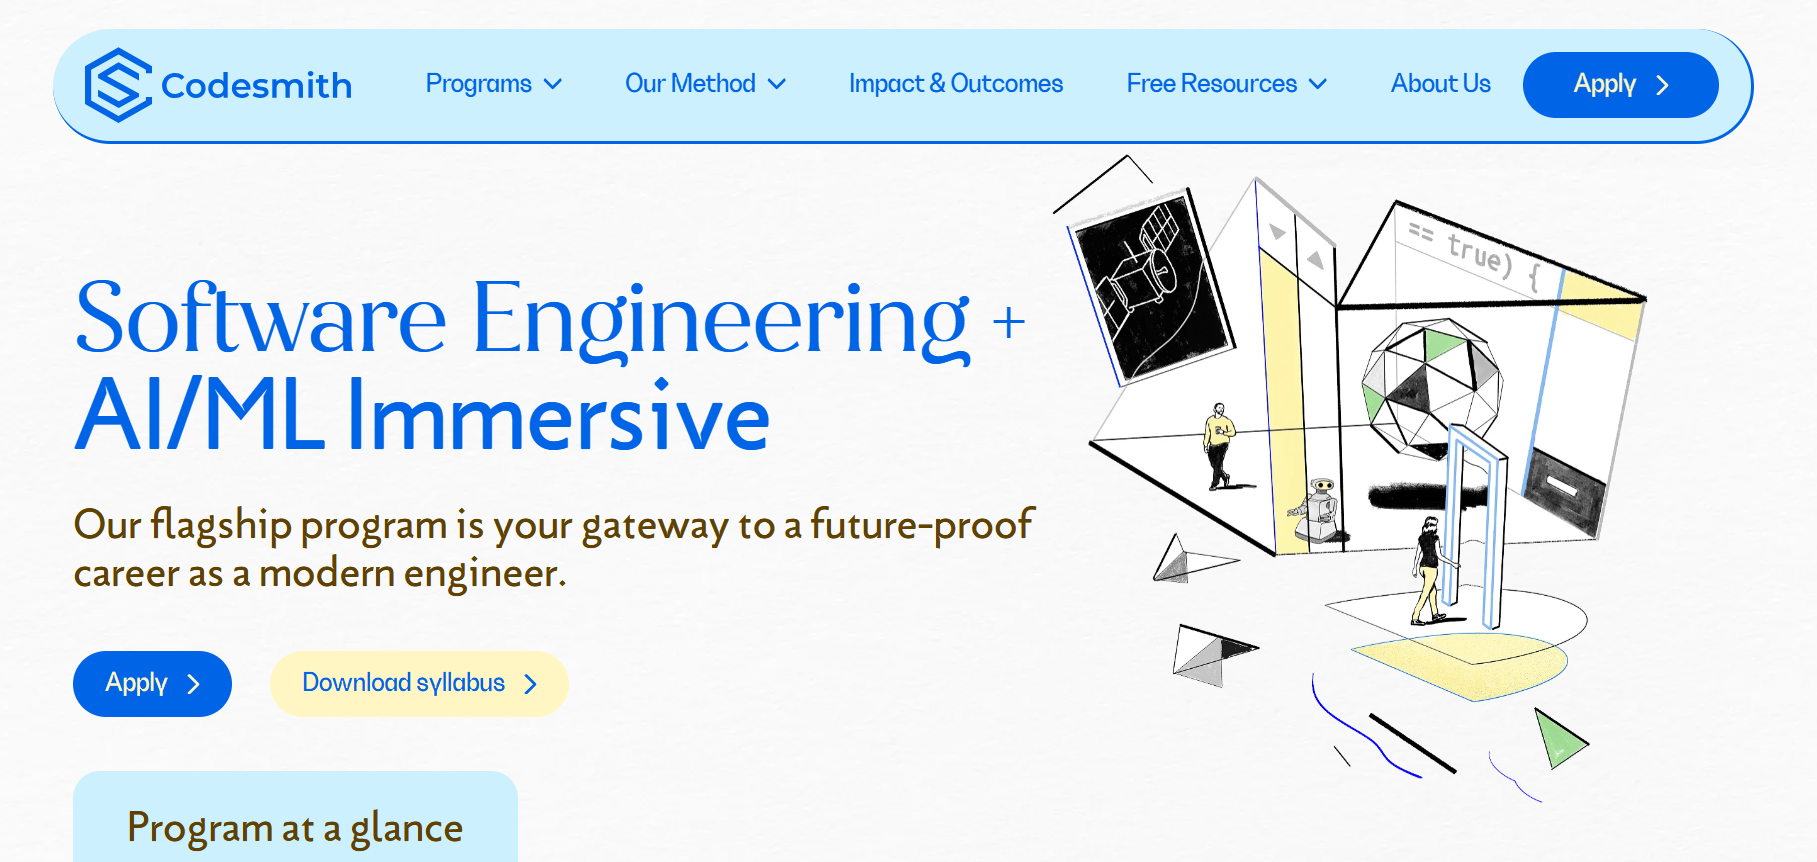 Codesmith
Programs
Our Method
Impact & Outcomes
Free Resources
About Us
Apply
== true) {
Software Engineering +
AI/ML Immersive
Our flagship program is your gateway to a future-proof
career as a modern engineer.
Apply
Download syllabus
Program at a glance